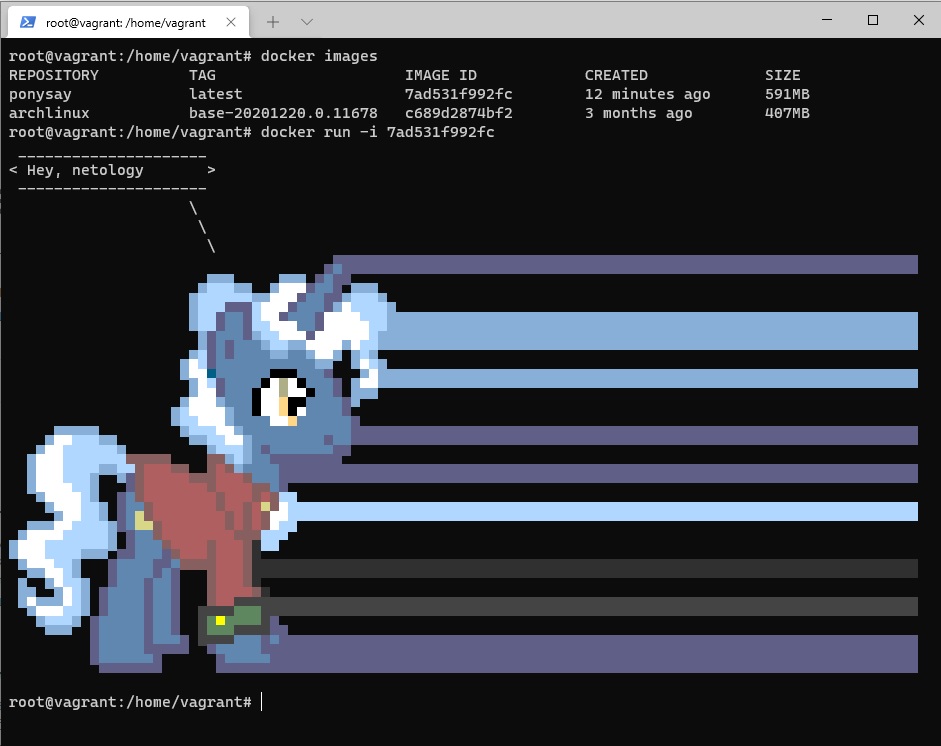 root@vagrant: /home/vagrant
root@vagrant:/home/vagrant# docker images
REPOSITORY TAG IMAGE ID CREATED SIZE
ponysay latest 7ad531f992fc 12 minutes ago 591MB
archlinux base-20201220.0.11678 c689d2874bf2 3 months ago 407MB
root@vagrant:/home/vagrant# docker run -i 7ad531f992fc
_____________________
< Hey, netology >
---------------------
\
\
\
root@vagrant:/home/vagrant#